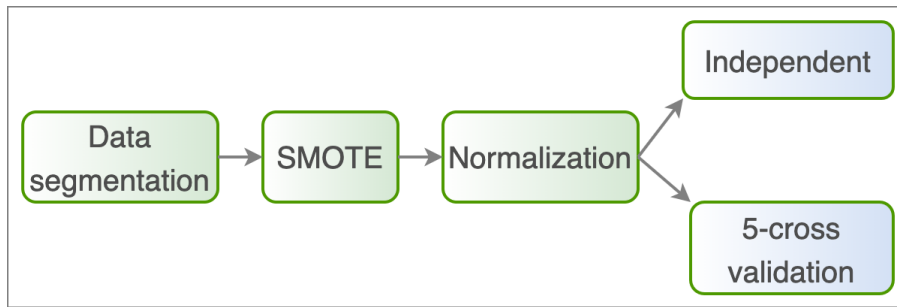 Data
segmentation
SMOTE
Normalization
Independent
5-cross
validation